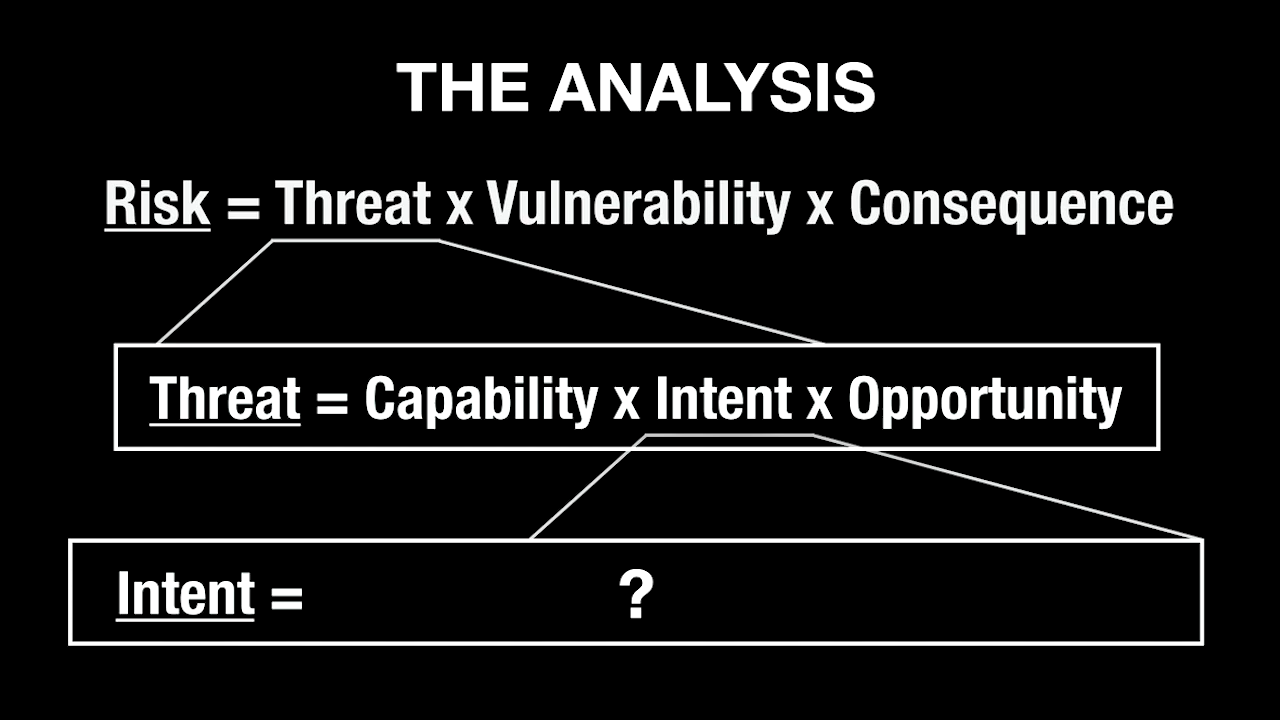 THE ANALYSIS
Risk = Threat x Vulnerability x Consequence
Threat = Capability x Intent x Opportunity
Intent = ?